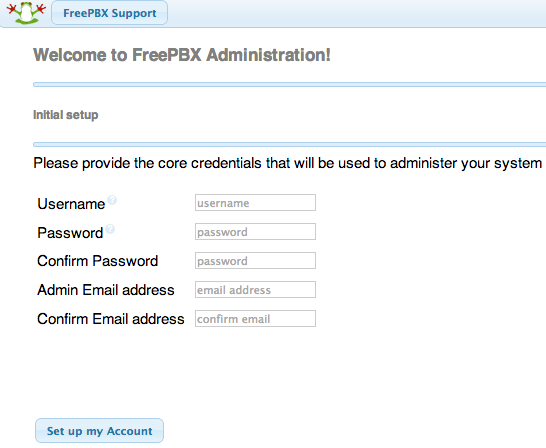 FreePBX Support
Welcome to FreePBX Administration!
Initial setup
Please provide the core credentials that will be used to administer your system
Username ? username
Password ? password
Confirm Password password
Admin Email address email address
Confirm Email address confirm email
Set up my Account